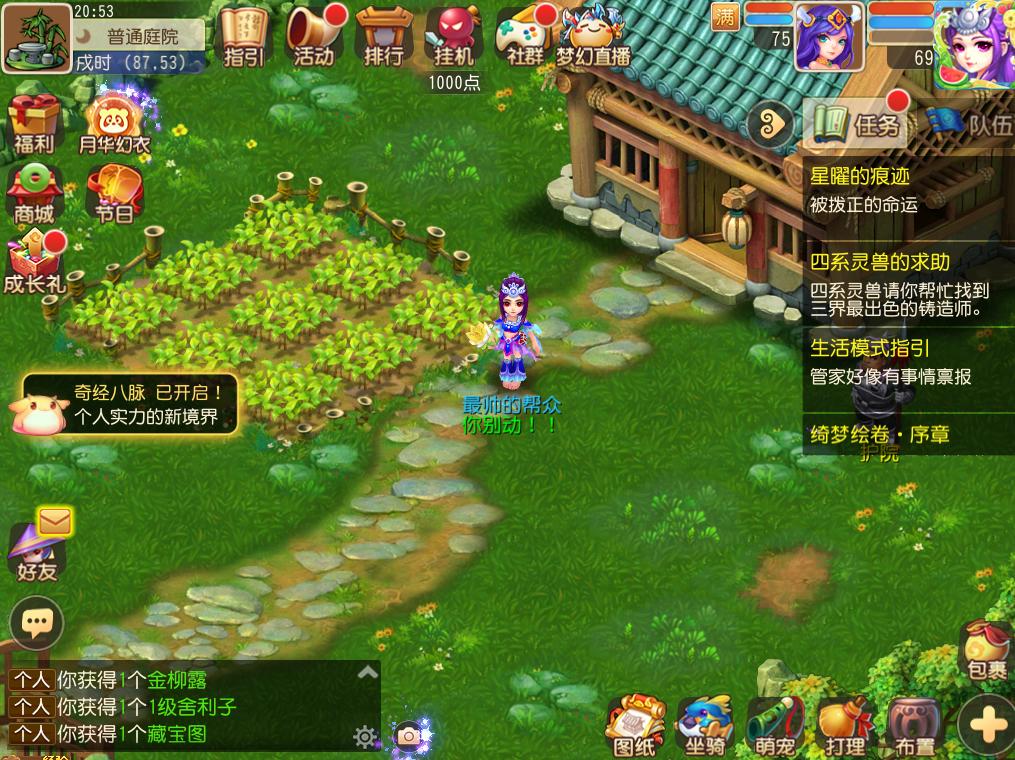 20:53
普通庭院
戌时 (87,53)
指引
活动
排行
挂机
1000点
社群
梦幻直播
满
75
69
福利
月华幻衣
商城
节日
成长礼
任务
队伍
星曜的痕迹
被拨正的命运
四系灵兽的求助
四系灵兽请你帮忙找到
三界最出色的铸造师。
生活模式指引
管家好像有事情禀报
绮梦绘卷·序章
护院
奇经八脉 已开启！
个人实力的新境界
最帅的帮众
你别动！！
好友
个人 你获得1个金柳露
个人 你获得1个1级舍利子
个人 你获得1个藏宝图
图纸
坐骑
萌宠
打理
布置
包裹
经验